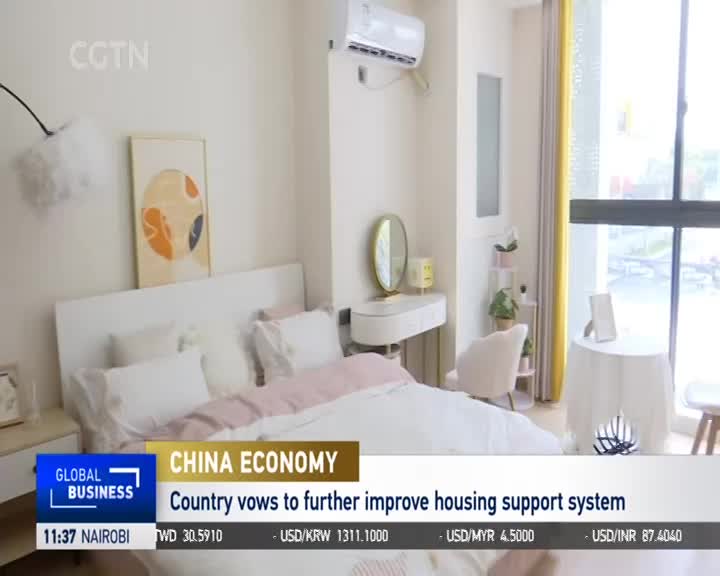 CGTN
CHINA ECONOMY
GLOBAL
BUSINESS
Country vows to further improve housing support system
11:37 NAIROBI
TWD 30.5910 · USD/KRW 1311.1000 · USD/MYR 4.5000 · USD/INR 87.4040